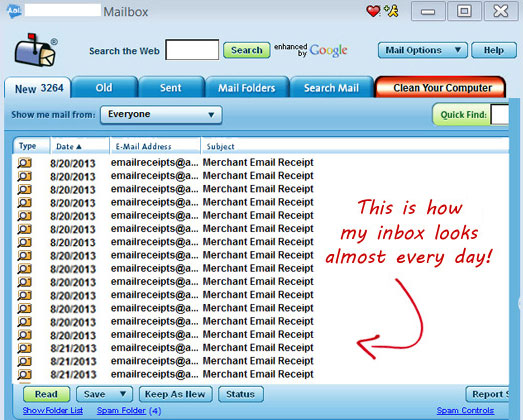 AOL Mailbox
Search the Web Search enhanced by Google Mail Options Help
New 3264 Old Sent Mail Folders Search Mail Clean Your Computer
Show me mail from: Everyone Quick Find:
Type Date E-Mail Address Subject
8/20/2013 emailreceipts@a... Merchant Email Receipt
8/20/2013 emailreceipts@a... Merchant Email Receipt
8/20/2013 emailreceipts@a... Merchant Email Receipt
8/20/2013 emailreceipts@a... Merchant Email Receipt
8/20/2013 emailreceipts@a... Merchant Email Receipt
8/20/2013 emailreceipts@a... Merchant Email Receipt
8/20/2013 emailreceipts@a... Merchant Email Receipt
8/20/2013 emailreceipts@a... Merchant Email Receipt
8/20/2013 emailreceipts@a... Merchant Email Receipt
8/20/2013 emailreceipts@a... Merchant Email Receipt
8/20/2013 emailreceipts@a... Merchant Email Receipt
8/20/2013 emailreceipts@a... Merchant Email Receipt
8/20/2013 emailreceipts@a... Merchant Email Receipt
8/20/2013 emailreceipts@a... Merchant Email Receipt
8/21/2013 emailreceipts@a... Merchant Email Receipt
8/21/2013 emailreceipts@a... Merchant Email Receipt
8/21/2013 emailreceipts@a... Merchant Email Receipt
This is how
my inbox looks
almost every day!
Read Save Keep As New Status Report S
Show Folder List Spam Folder (4) Spam Controls